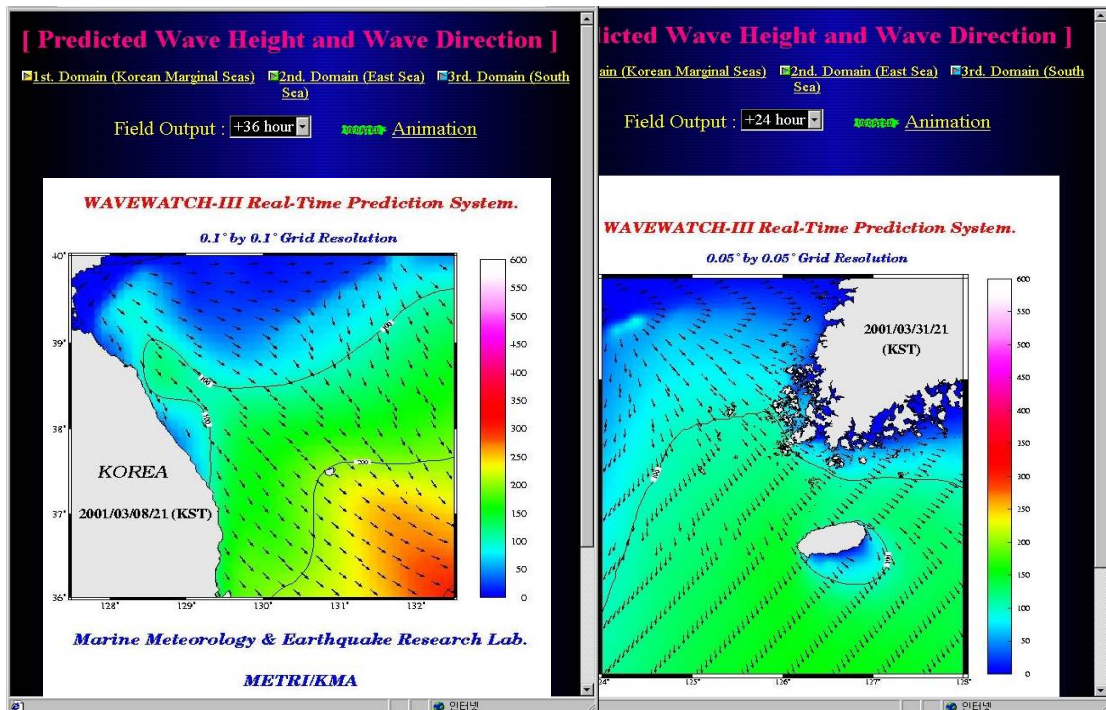 [ Predicted Wave Height and Wave Direction ]
1st. Domain (Korean Marginal Seas) 2nd. Domain (East Sea) 3rd. Domain (South
Sea)
Field Output : +36 hour Animation
WAVEWATCH-III Real-Time Prediction System.
0.1° by 0.1° Grid Resolution
40°
39°
38°
37°
36°
128° 129° 130° 131° 132°
100
100
100
200
KOREA
2001/03/08/21 (KST)
600
550
500
450
400
350
300
250
200
150
100
50
0
Marine Meteorology & Earthquake Research Lab.
METRI/KMA
인터넷
icted Wave Height and Wave Direction ]
ain (Korean Marginal Seas) 2nd. Domain (East Sea) 3rd. Domain (South
Sea)
Field Output : +24 hour Animation
WAVEWATCH-III Real-Time Prediction System.
0.05° by 0.05° Grid Resolution
2001/03/31/21
(KST)
100
100
124° 125° 126° 127° 128°
600
550
500
450
400
350
300
250
200
150
100
50
0
인터넷